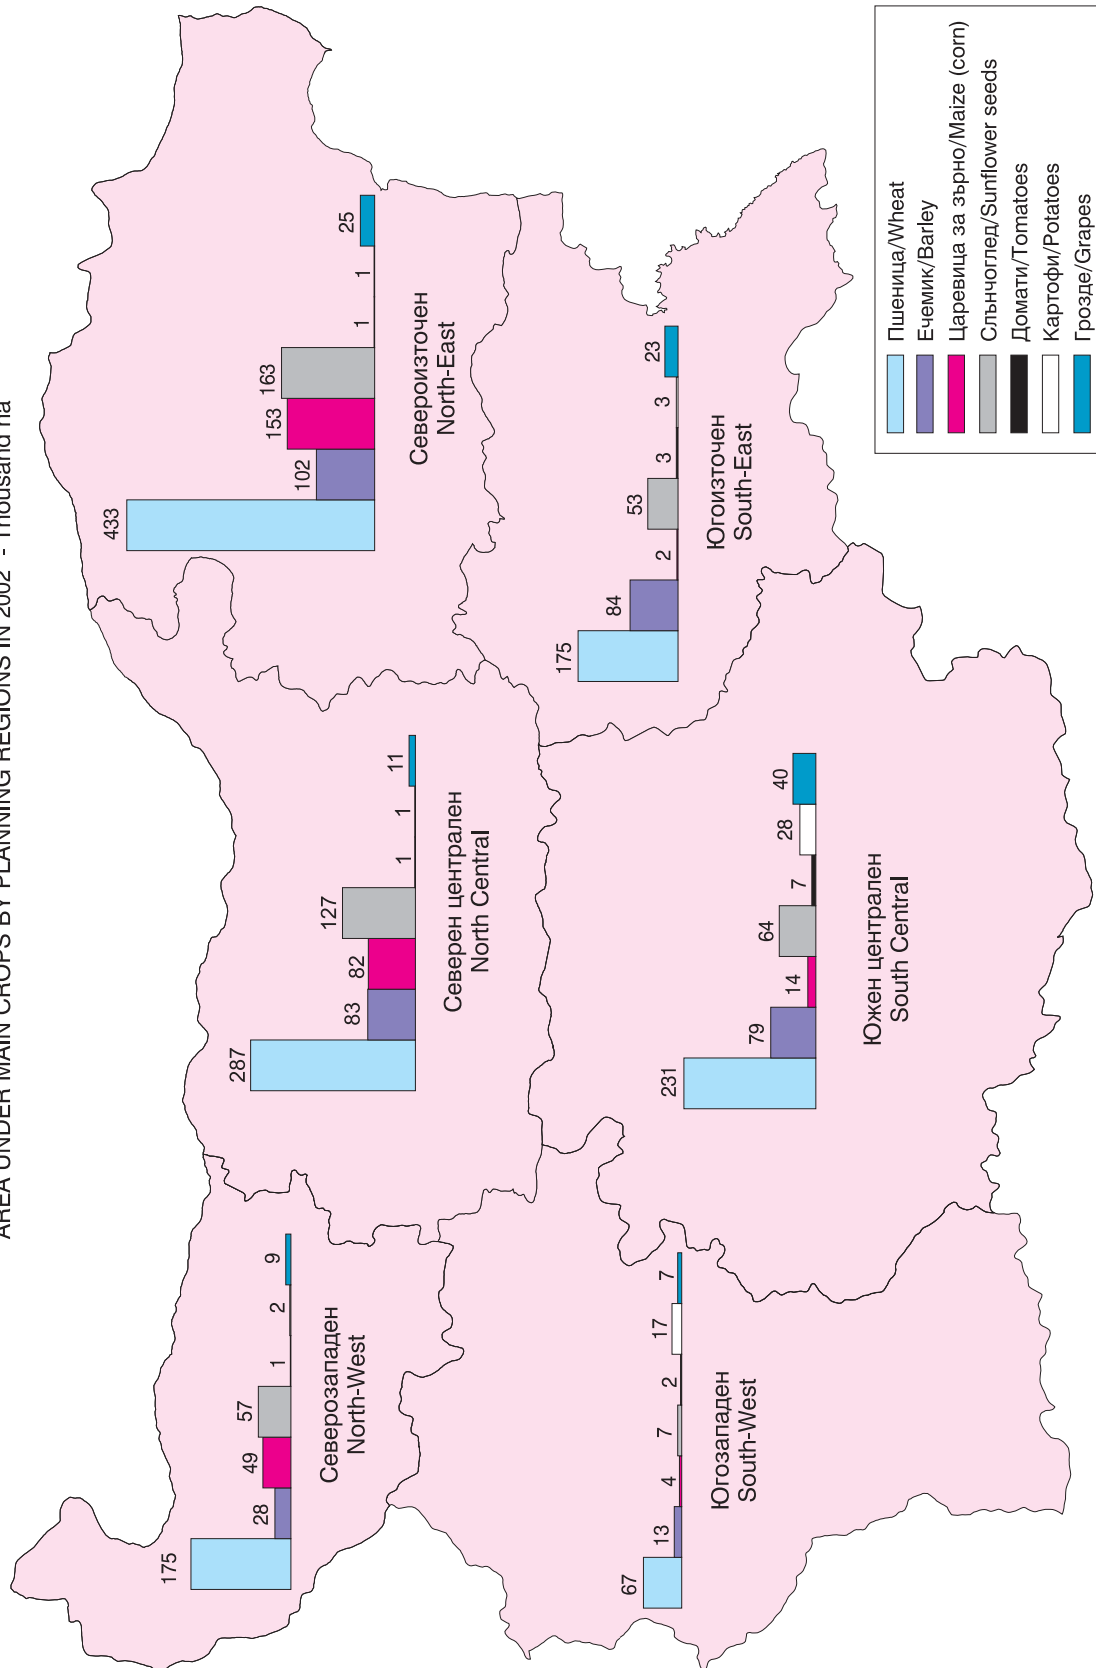 AREA UNDER MAIN CROPS BY PLANNING REGIONS IN 2002 - Thousand ha
175
28
49
57
1
2
9
Северозападен
North-West
287
83
82
127
1
1
11
Северен централен
North Central
433
102
153
163
1
1
25
Североизточен
North-East
67
13
4
7
2
17
7
Югозападен
South-West
231
79
14
64
7
28
40
Южен централен
South Central
175
84
2
53
3
3
23
Югоизточен
South-East
Пшеница/Wheat
Ечемик/Barley
Царевица за зърно/Maize (corn)
Слънчоглед/Sunflower seeds
Домати/Tomatoes
Картофи/Potatoes
Грозде/Grapes